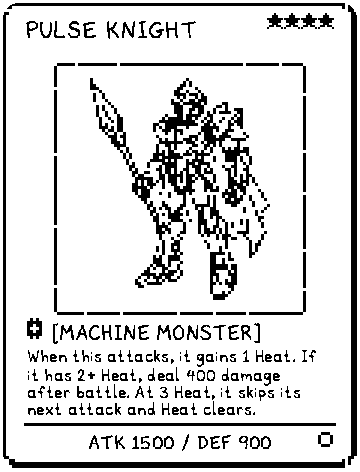 PULSE KNIGHT
★★★★
[MACHINE MONSTER]
When this attacks, it gains 1 Heat. If
it has 2+ Heat, deal 400 damage
after battle. At 3 Heat, it skips its
next attack and Heat clears.
ATK 1500 / DEF 900